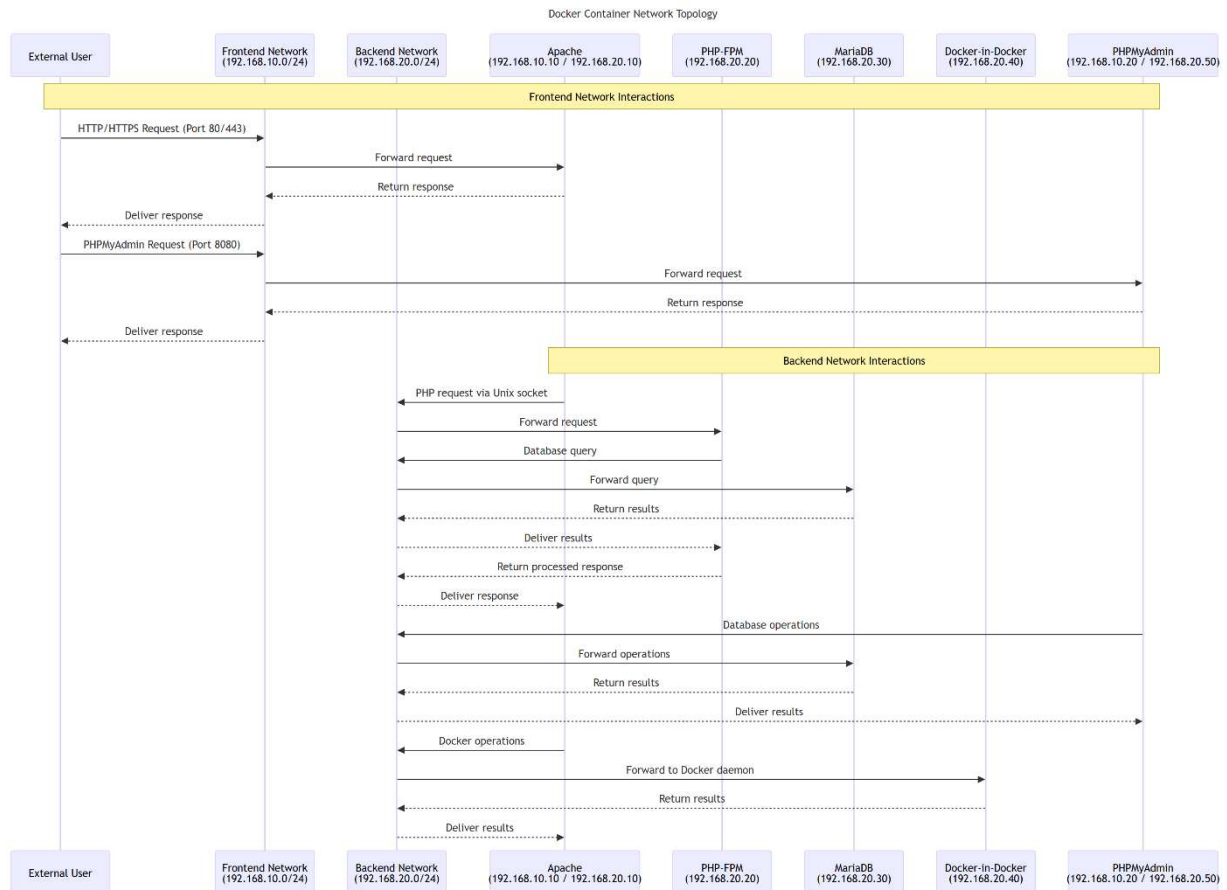 Docker Container Network Topology
External User
Frontend Network
(192.168.10.0/24)
Backend Network
(192.168.20.0/24)
Apache
(192.168.10.10 / 192.168.20.10)
PHP-FPM
(192.168.20.20)
MariaDB
(192.168.20.30)
Docker-in-Docker
(192.168.20.40)
PHPMyAdmin
(192.168.10.20 / 192.168.20.50)
Frontend Network Interactions
HTTP/HTTPS Request (Port 80/443)
Forward request
Return response
Deliver response
PHPMyAdmin Request (Port 8080)
Forward request
Return response
Deliver response
Backend Network Interactions
PHP request via Unix socket
Forward request
Database query
Forward query
Return results
Deliver results
Return processed response
Deliver response
Database operations
Forward operations
Return results
Deliver results
Docker operations
Forward to Docker daemon
Return results
Deliver results
External User
Frontend Network
(192.168.10.0/24)
Backend Network
(192.168.20.0/24)
Apache
(192.168.10.10 / 192.168.20.10)
PHP-FPM
(192.168.20.20)
MariaDB
(192.168.20.30)
Docker-in-Docker
(192.168.20.40)
PHPMyAdmin
(192.168.10.20 / 192.168.20.50)